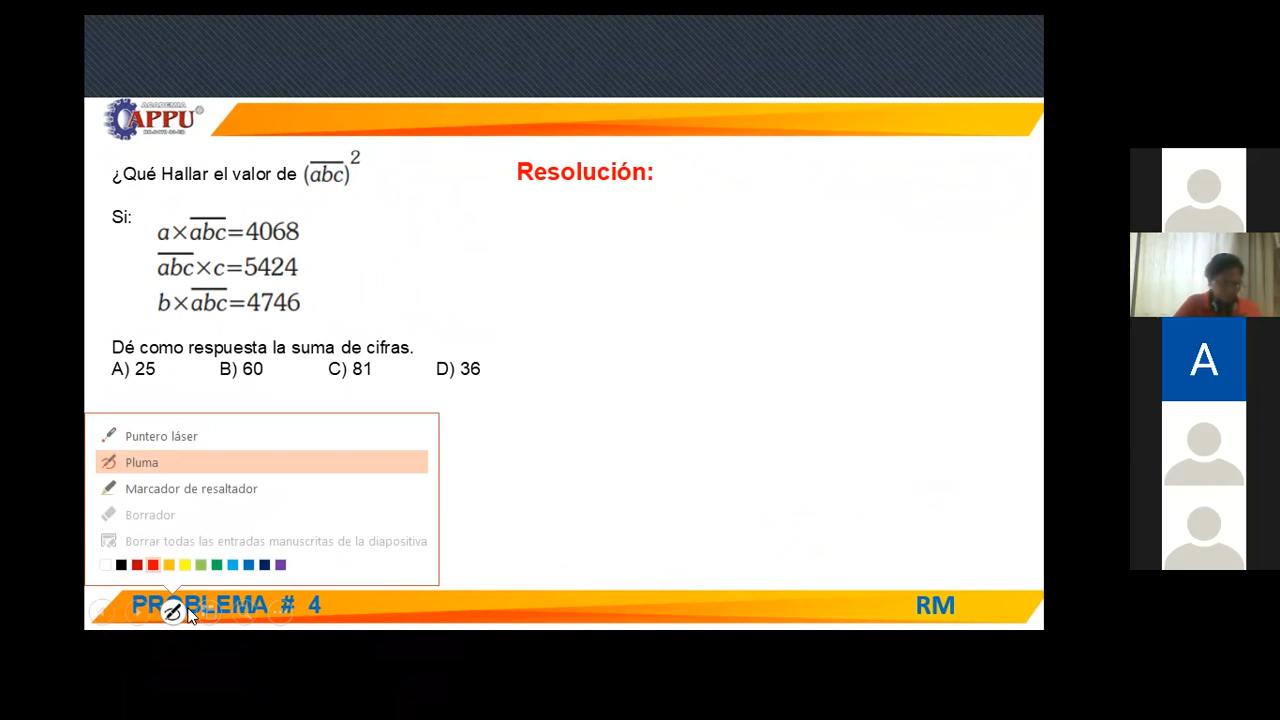 ACADEMIA
APPU®
¿Qué Hallar el valor de (abc)²
Resolución:
Si:
a×abc=4068
abc×c=5424
b×abc=4746
Dé como respuesta la suma de cifras.
A) 25 B) 60 C) 81 D) 36
Puntero láser
Pluma
Marcador de resaltador
Borrador
Borrar todas las entradas manuscritas de la diapositiva
PROBLEMA # 4
RM
A